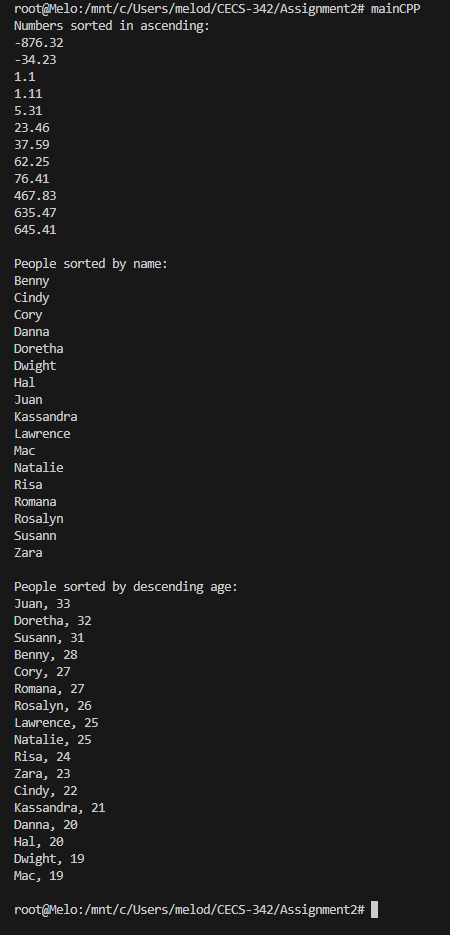 root@Melo:/mnt/c/Users/melod/CECS-342/Assignment2# mainCPP
Numbers sorted in ascending:
-876.32
-34.23
1.1
1.11
5.31
23.46
37.59
62.25
76.41
467.83
635.47
645.41
People sorted by name:
Benny
Cindy
Cory
Danna
Doretha
Dwight
Hal
Juan
Kassandra
Lawrence
Mac
Natalie
Risa
Romana
Rosalyn
Susann
Zara
People sorted by descending age:
Juan, 33
Doretha, 32
Susann, 31
Benny, 28
Cory, 27
Romana, 27
Rosalyn, 26
Lawrence, 25
Natalie, 25
Risa, 24
Zara, 23
Cindy, 22
Kassandra, 21
Danna, 20
Hal, 20
Dwight, 19
Mac, 19
root@Melo:/mnt/c/Users/melod/CECS-342/Assignment2#